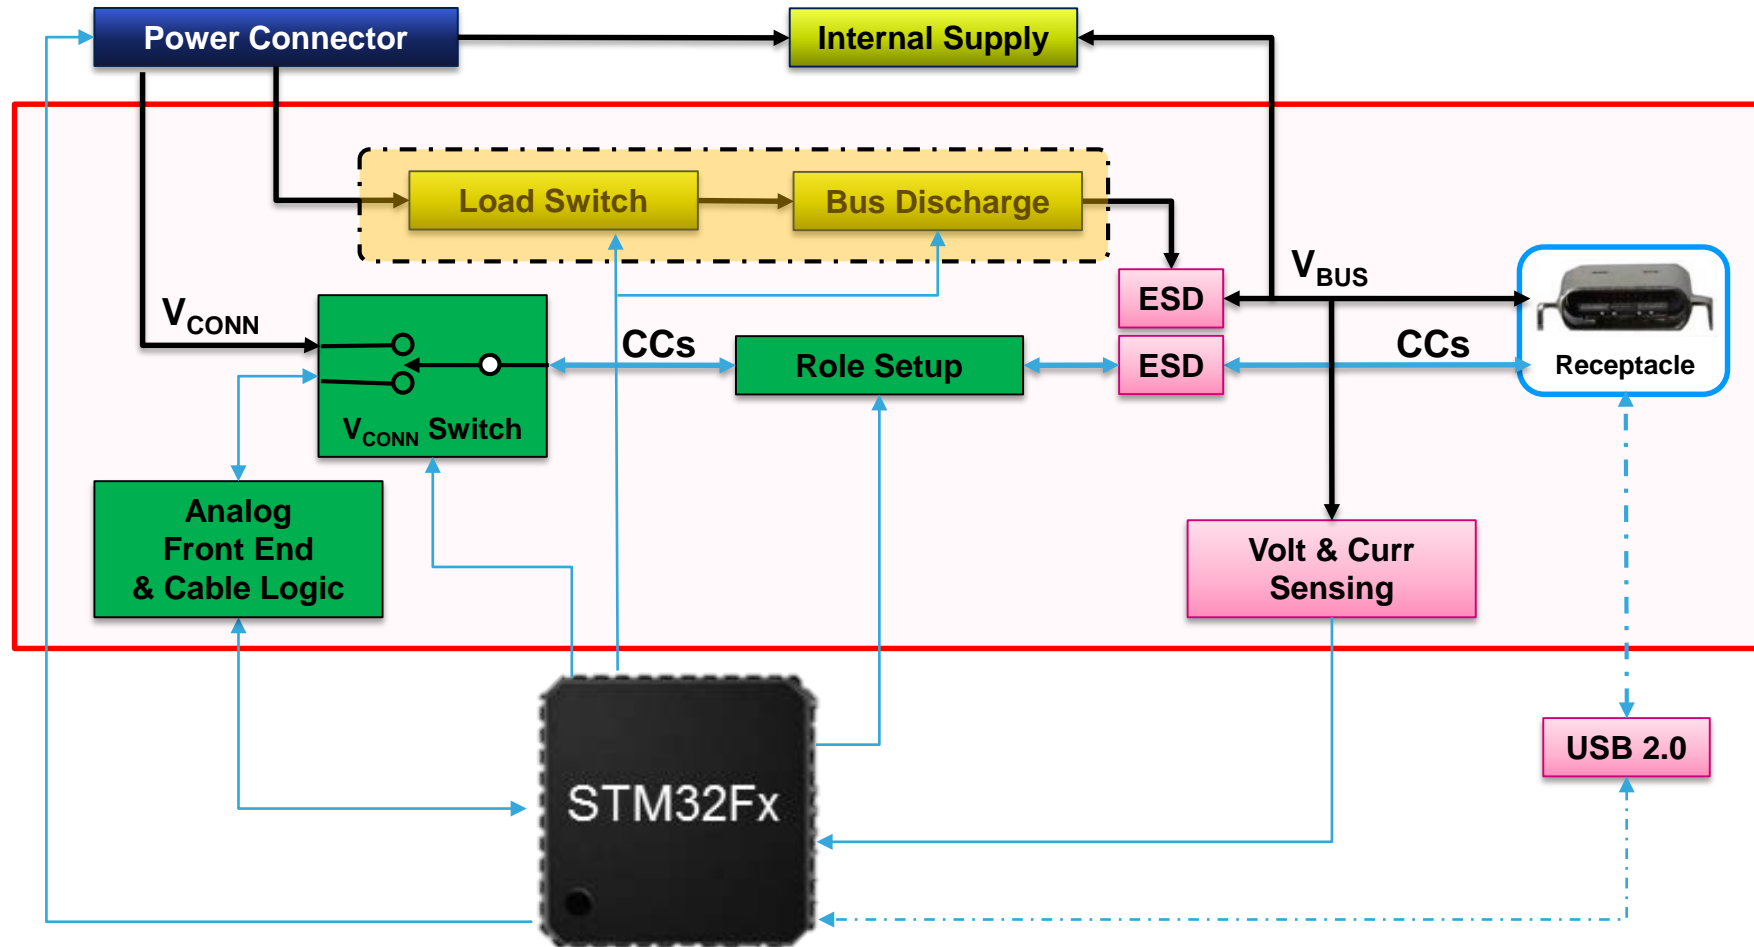 Power Connector
Internal Supply
Load Switch
Bus Discharge
VCONN
ESD
VBUS
CCs
Role Setup
ESD
CCs
Receptacle
VCONN Switch
Analog
Front End
& Cable Logic
Volt & Curr
Sensing
STM32Fx
USB 2.0